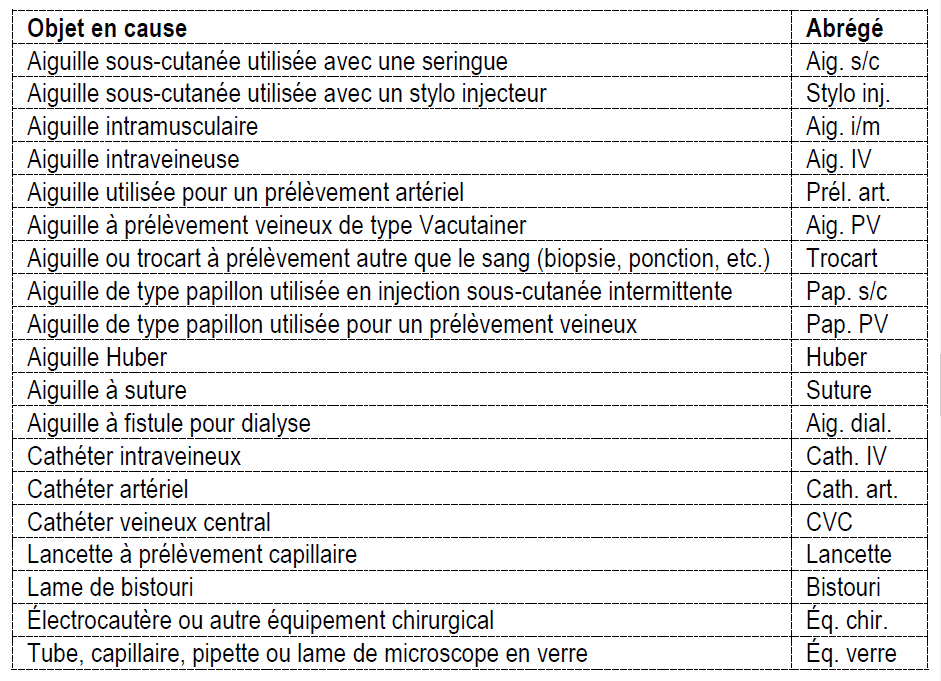 Objet en cause Abrégé
Aiguille sous-cutanée utilisée avec une seringue Aig. s/c
Aiguille sous-cutanée utilisée avec un stylo injecteur Stylo inj.
Aiguille intramusculaire Aig. i/m
Aiguille intraveineuse Aig. IV
Aiguille utilisée pour un prélèvement artériel Prél. art.
Aiguille à prélèvement veineux de type Vacutainer Aig. PV
Aiguille ou trocart à prélèvement autre que le sang (biopsie, ponction, etc.) Trocart
Aiguille de type papillon utilisée en injection sous-cutanée intermittente Pap. s/c
Aiguille de type papillon utilisée pour un prélèvement veineux Pap. PV
Aiguille Huber Huber
Aiguille à suture Suture
Aiguille à fistule pour dialyse Aig. dial.
Cathéter intraveineux Cath. IV
Cathéter artériel Cath. art.
Cathéter veineux central CVC
Lancette à prélèvement capillaire Lancette
Lame de bistouri Bistouri
Électrocautère ou autre équipement chirurgical Éq. chir.
Tube, capillaire, pipette ou lame de microscope en verre Éq. verre